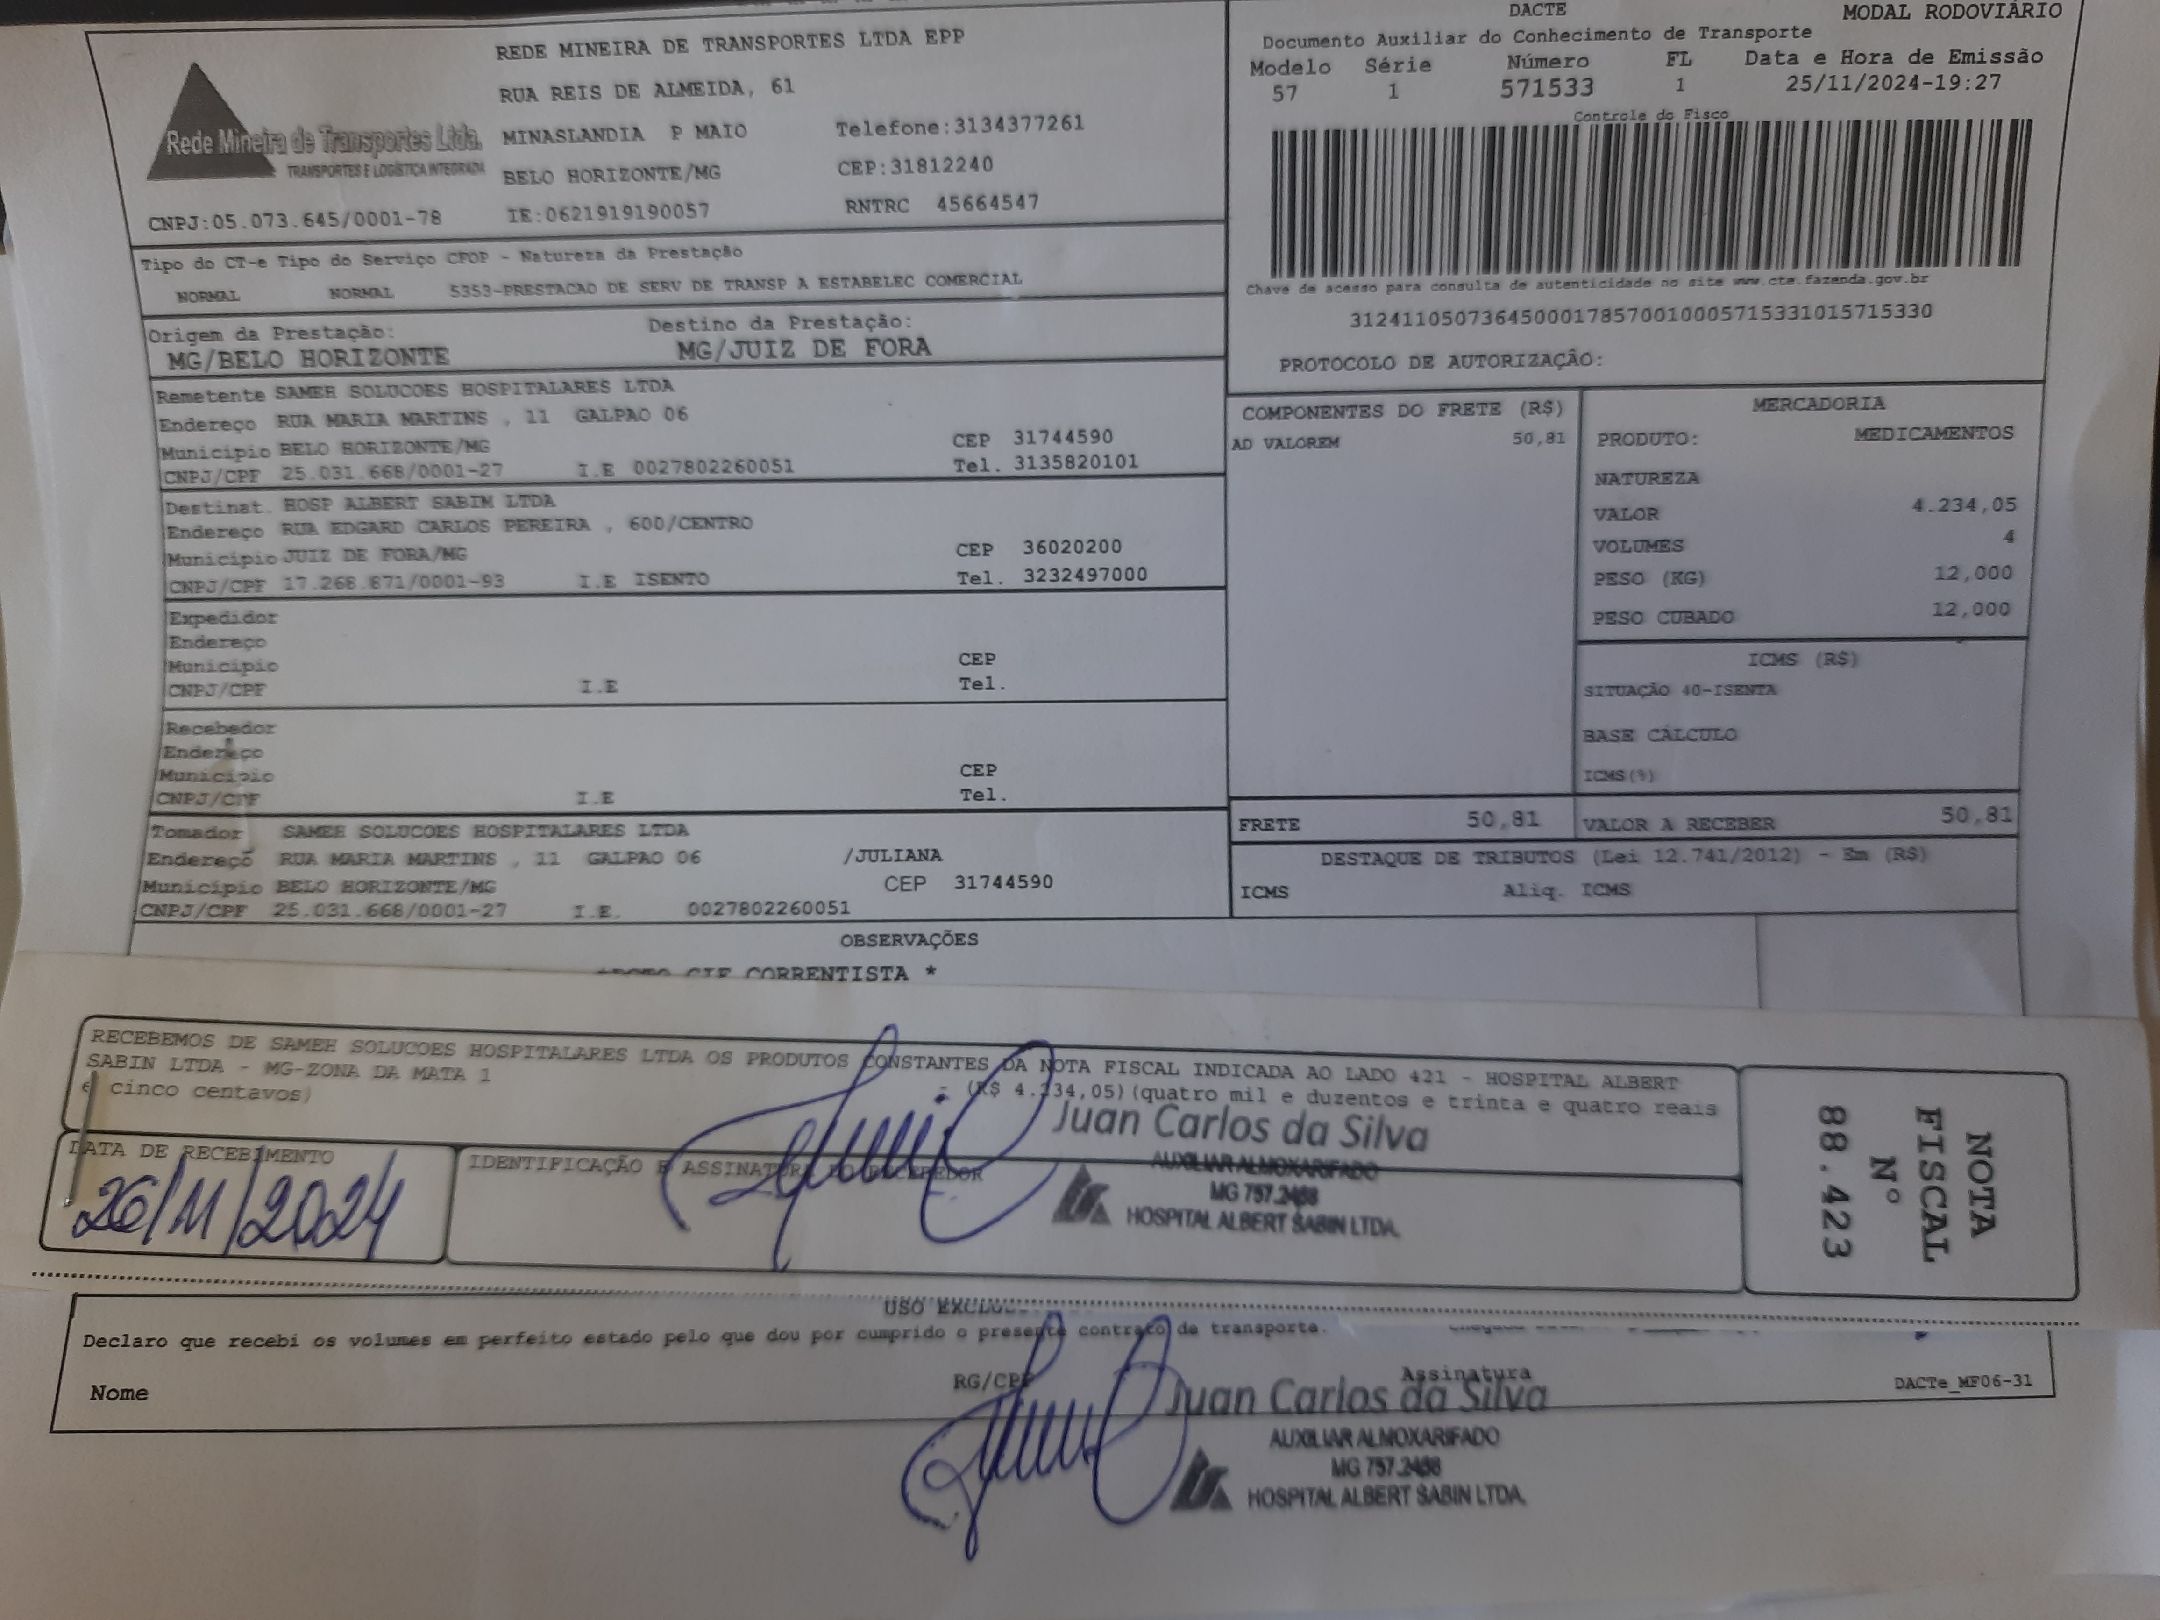 REDE MINEIRA DE TRANSPORTES LTDA EPP
RUA REIS DE ALMEIDA, 61
MINASLANDIA P MAIO Telefone:3134377261
BELO HORIZONTE/MG CEP:31812240
CNPJ:05.073.645/0001-78 IE:0621919190057 RNTRC 45664547
Rede Mineira de Transportes Ltda.
TRANSPORTES E LOGÍSTICA INTEGRADA
DACTE MODAL RODOVIÁRIO
Documento Auxiliar do Conhecimento de Transporte
Modelo Série Número FL Data e Hora de Emissão
57 1 571533 1 25/11/2024-19:27
Controle do Fisco
Chave de acesso para consulta de autenticidade no site www.cte.fazenda.gov.br
31241105073645000178570010005715331015715330
PROTOCOLO DE AUTORIZAÇÃO:
Tipo do CT-e Tipo do Serviço CFOP - Natureza da Prestação
NORMAL NORMAL 5353-PRESTACAO DE SERV DE TRANSP A ESTABELEC COMERCIAL
Origem da Prestação: Destino da Prestação:
MG/BELO HORIZONTE MG/JUIZ DE FORA
Remetente SAMEH SOLUCOES HOSPITALARES LTDA
Endereço RUA MARIA MARTINS , 11 GALPAO 06
Município BELO HORIZONTE/MG CEP 31744590
CNPJ/CPF 25.031.668/0001-27 I.E 0027802260051 Tel. 3135820101
Destinat. HOSP ALBERT SABIM LTDA
Endereço RUA EDGARD CARLOS PEREIRA , 600/CENTRO
Município JUIZ DE FORA/MG CEP 36020200
CNPJ/CPF 17.268.871/0001-93 I.E ISENTO Tel. 3232497000
Expedidor
Endereço
Município CEP
CNPJ/CPF I.E Tel.
Recebedor
Endereço
Município CEP
CNPJ/CPF I.E Tel.
Tomador SAMEH SOLUCOES HOSPITALARES LTDA
Endereço RUA MARIA MARTINS , 11 GALPAO 06 /JULIANA
Município BELO HORIZONTE/MG CEP 31744590
CNPJ/CPF 25.031.668/0001-27 I.E. 0027802260051
COMPONENTES DO FRETE (R$)
AD VALOREM 50,81
MERCADORIA
PRODUTO: MEDICAMENTOS
NATUREZA
VALOR 4.234,05
VOLUMES 4
PESO (KG) 12,000
PESO CUBADO 12,000
ICMS (R$)
SITUAÇÃO 40-ISENTA
BASE CÁLCULO
ICMS(%)
FRETE 50,81 VALOR A RECEBER 50,81
DESTAQUE DE TRIBUTOS (Lei 12.741/2012) - Em (R$)
ICMS Aliq. ICMS
OBSERVAÇÕES
CIF CORRENTISTA *
RECEBEMOS DE SAMEH SOLUCOES HOSPITALARES LTDA OS PRODUTOS CONSTANTES DA NOTA FISCAL INDICADA AO LADO 421 - HOSPITAL ALBERT
SABIN LTDA - MG-ZONA DA MATA 1 - (R$ 4.234,05) (quatro mil e duzentos e trinta e quatro reais
e cinco centavos)
DATA DE RECEBIMENTO
26/11/2024
IDENTIFICAÇÃO E ASSINATURA DO RECEBEDOR
Juan Carlos da Silva
AUXILIAR ALMOXARIFADO
MG 757.2468
HOSPITAL ALBERT SABIN LTDA.
NOTA
FISCAL
Nº
88.423
USO
Declaro que recebi os volumes em perfeito estado pelo que dou por cumprido o presente contrato de transporte.
Nome RG/CPF Assinatura DACTe_MF06-31
Juan Carlos da Silva
AUXILIAR ALMOXARIFADO
MG 757.2468
HOSPITAL ALBERT SABIN LTDA.